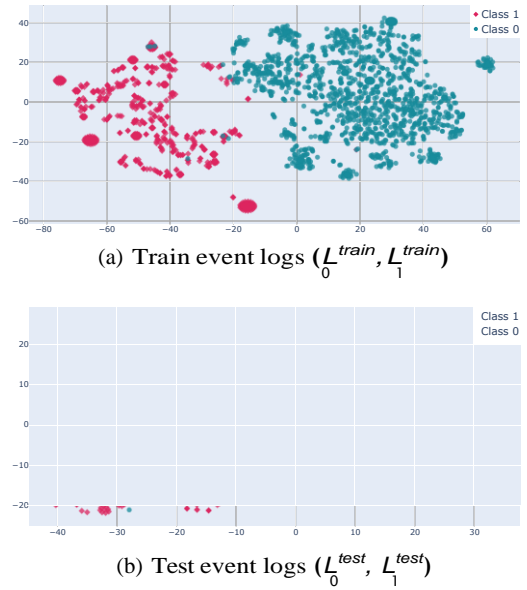 40
Class 1
Class 0
20
0
−20
−40
−60
−80 −60 −40 −20 0 20 40 60
(a) Train event logs (L₀ᵗʳᵃⁱⁿ, L₁ᵗʳᵃⁱⁿ)
Class 1
Class 0
20
10
0
−10
−20
−40 −30 −20 −10 0 10 20 30
(b) Test event logs (L₀ᵗᵉˢᵗ, L₁ᵗᵉˢᵗ)